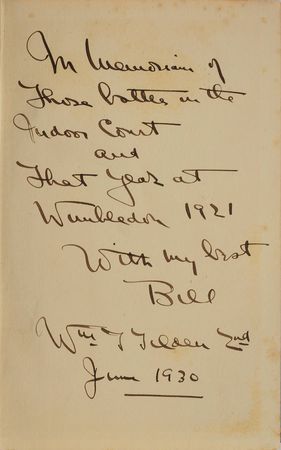 In Memoriam of
Those battles in the
Indoor Court
and
That Year at
Wimbledon 1921
With my best
Bill
Wm T Tilden 2nd
June 1930